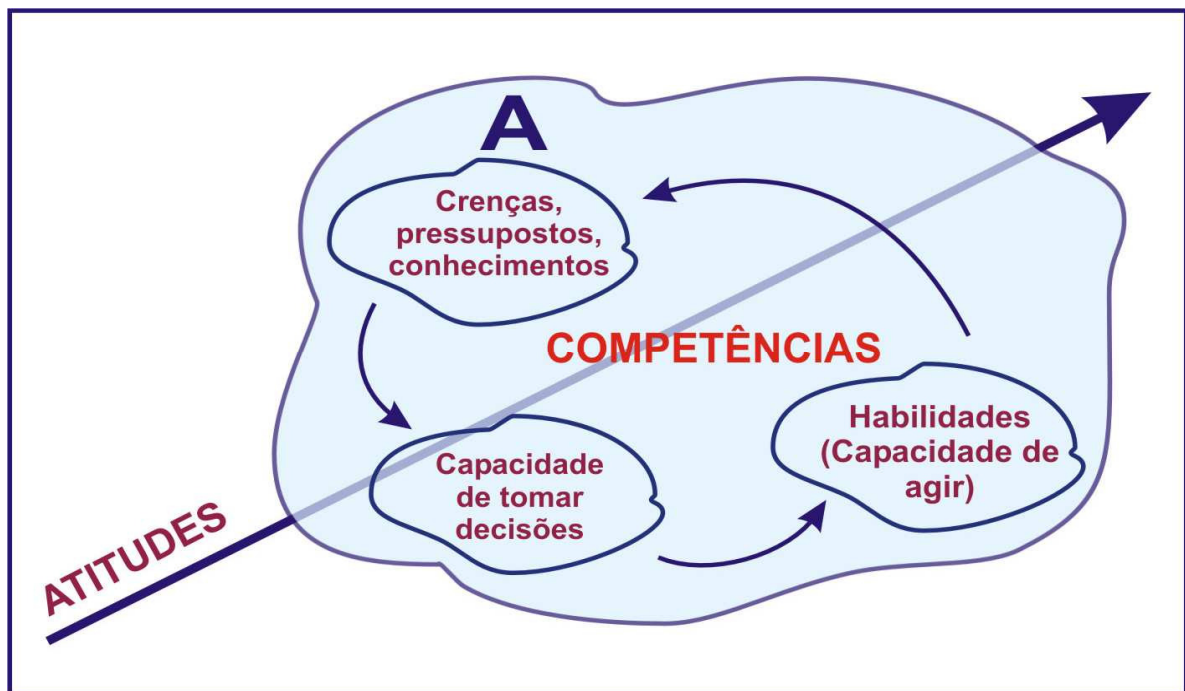 A
Crenças,
pressupostos,
conhecimentos
COMPETÊNCIAS
Habilidades
(Capacidade de
agir)
Capacidade
de tomar
decisões
ATITUDES